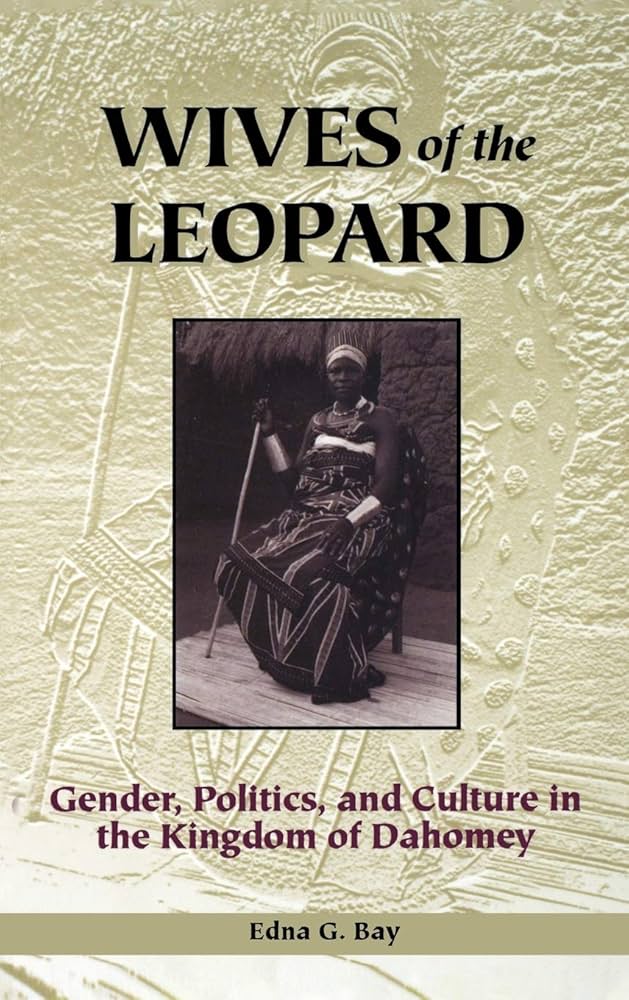 WIVES of the
LEOPARD
Gender, Politics, and Culture in
the Kingdom of Dahomey
Edna G. Bay